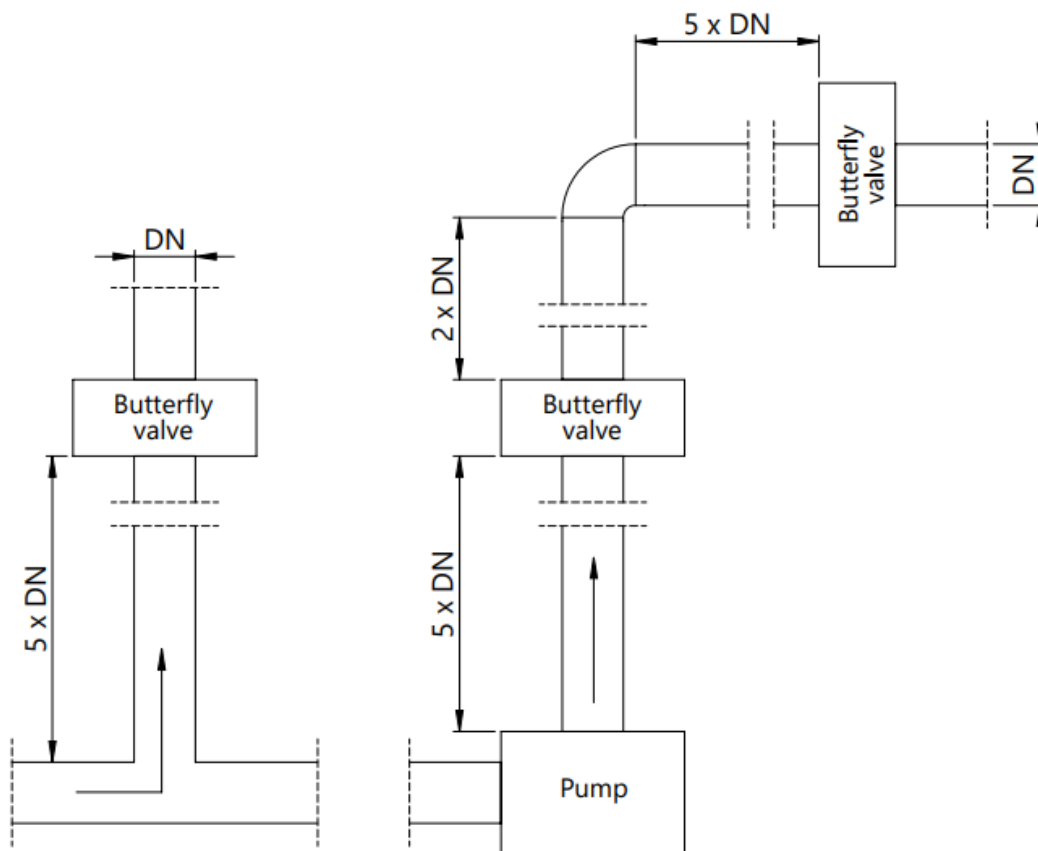 5 x DN
Butterfly
valve
DN
DN
2 x DN
Butterfly
valve
Butterfly
valve
5 x DN
5 x DN
Pump